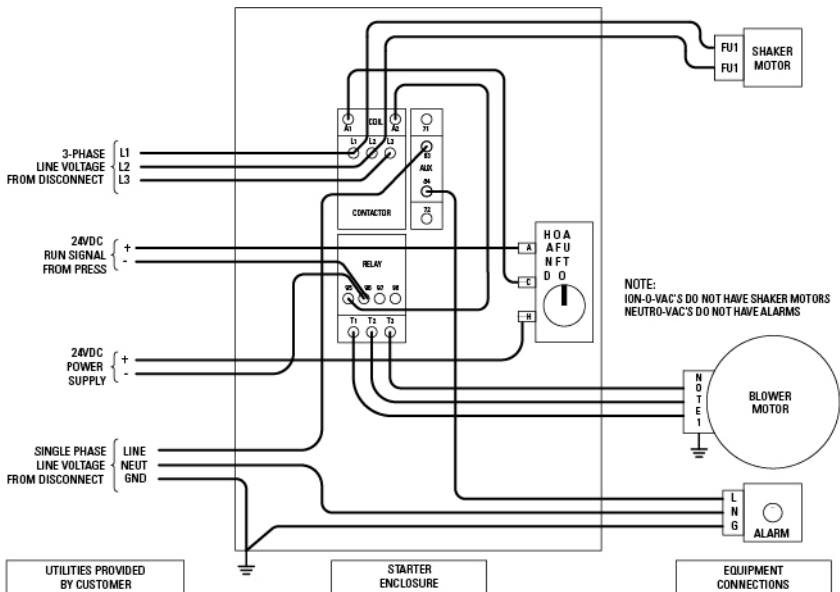 FU1
FU1
SHAKER
MOTOR
A1
COIL
A2
71
L1
L2
L3
83
AUX
84
72
CONTACTOR
3-PHASE
LINE VOLTAGE
FROM DISCONNECT
L1
L2
L3
24VDC
RUN SIGNAL
FROM PRESS
+
-
RELAY
95
96
97
98
T1
T2
T3
A
C
H
H O A
A F U
N F T
D O
NOTE:
ION-O-VAC'S DO NOT HAVE SHAKER MOTORS
NEUTRO-VAC'S DO NOT HAVE ALARMS
24VDC
POWER
SUPPLY
+
-
N
O
T
E
1
BLOWER
MOTOR
SINGLE PHASE
LINE VOLTAGE
FROM DISCONNECT
LINE
NEUT
GND
L
N
G
ALARM
UTILITIES PROVIDED
BY CUSTOMER
STARTER
ENCLOSURE
EQUIPMENT
CONNECTIONS